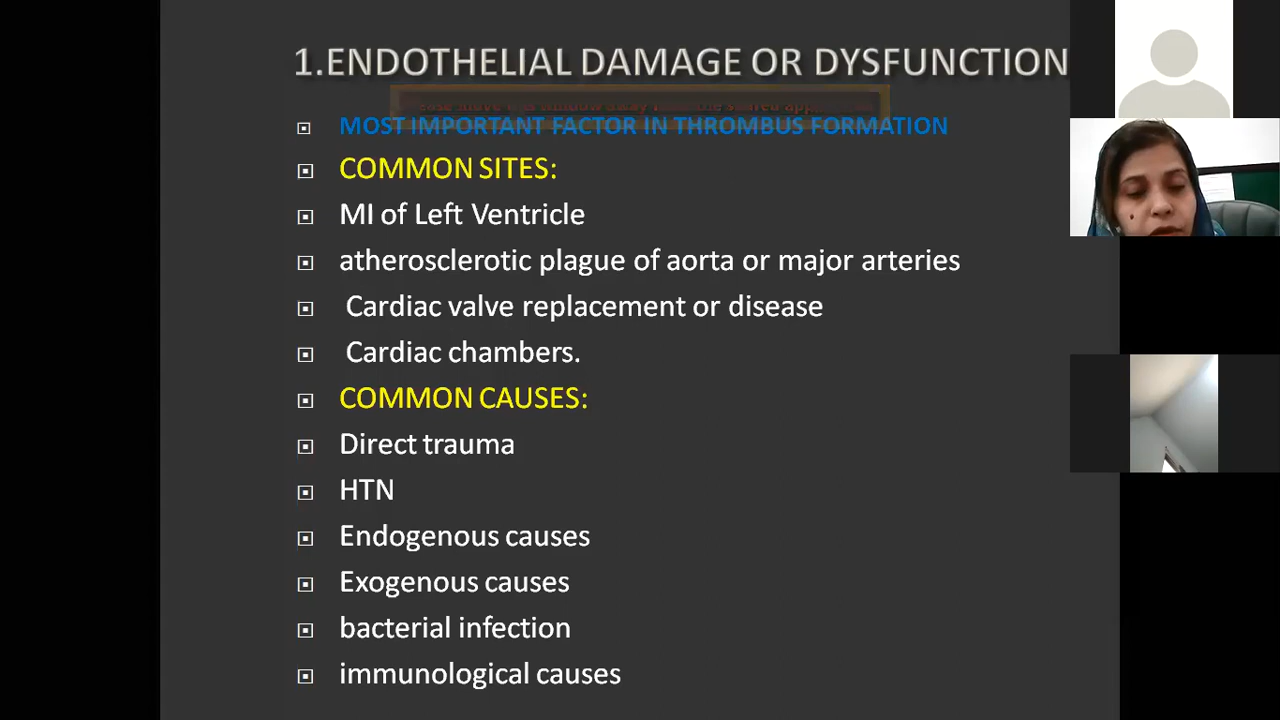 1.ENDOTHELIAL DAMAGE OR DYSFUNCTION
MOST IMPORTANT FACTOR IN THROMBUS FORMATION
COMMON SITES:
MI of Left Ventricle
atherosclerotic plague of aorta or major arteries
Cardiac valve replacement or disease
Cardiac chambers.
COMMON CAUSES:
Direct trauma
HTN
Endogenous causes
Exogenous causes
bacterial infection
immunological causes